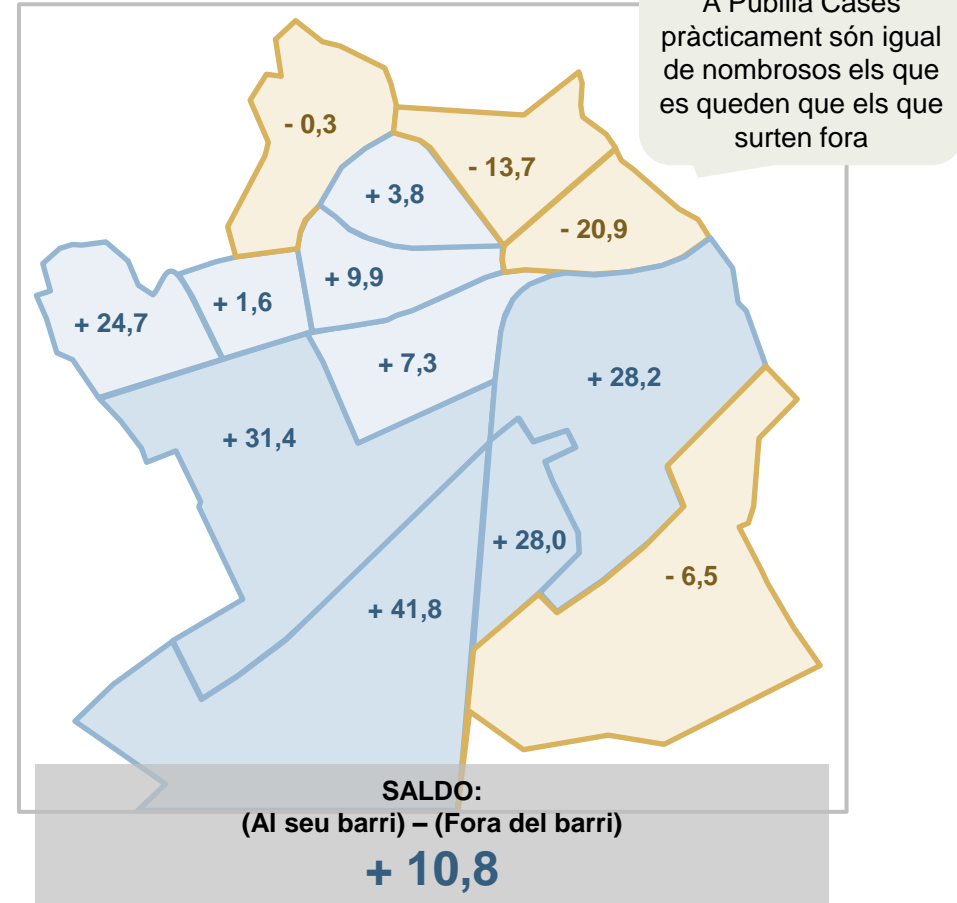 A Pubilla Cases
pràcticament són igual
de nombrosos els que
es queden que els que
surten fora
- 0,3
- 13,7
+ 3,8
- 20,9
+ 9,9
+ 1,6
+ 24,7
+ 7,3
+ 28,2
+ 31,4
+ 28,0
- 6,5
+ 41,8
SALDO:
(Al seu barri) – (Fora del barri)
+ 10,8